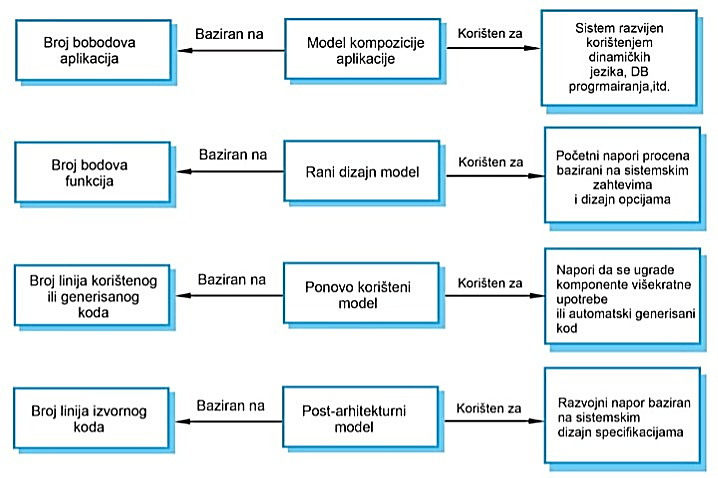 Broj bobodova
aplikacija
Baziran na
Model kompozicije
aplikacije
Korišten za
Sistem razvijen
korištenjem
dinamičkih
jezika, DB
progrmairanja,itd.
Broj bodova
funkcija
Baziran na
Rani dizajn model
Korišten za
Početni napori procena
bazirani na sistemskim
zahtevima
i dizajn opcijama
Broj linija korištenog
ili generisanog
koda
Baziran na
Ponovo korišteni
model
Korišten za
Napori da se ugrade
komponente višekratne
upotrebe
ili automatski generisani
kod
Broj linija izvornog
koda
Baziran na
Post-arhitekturni
model
Korišten za
Razvojni napor baziran
na sistemskim
dizajn specifikacijama